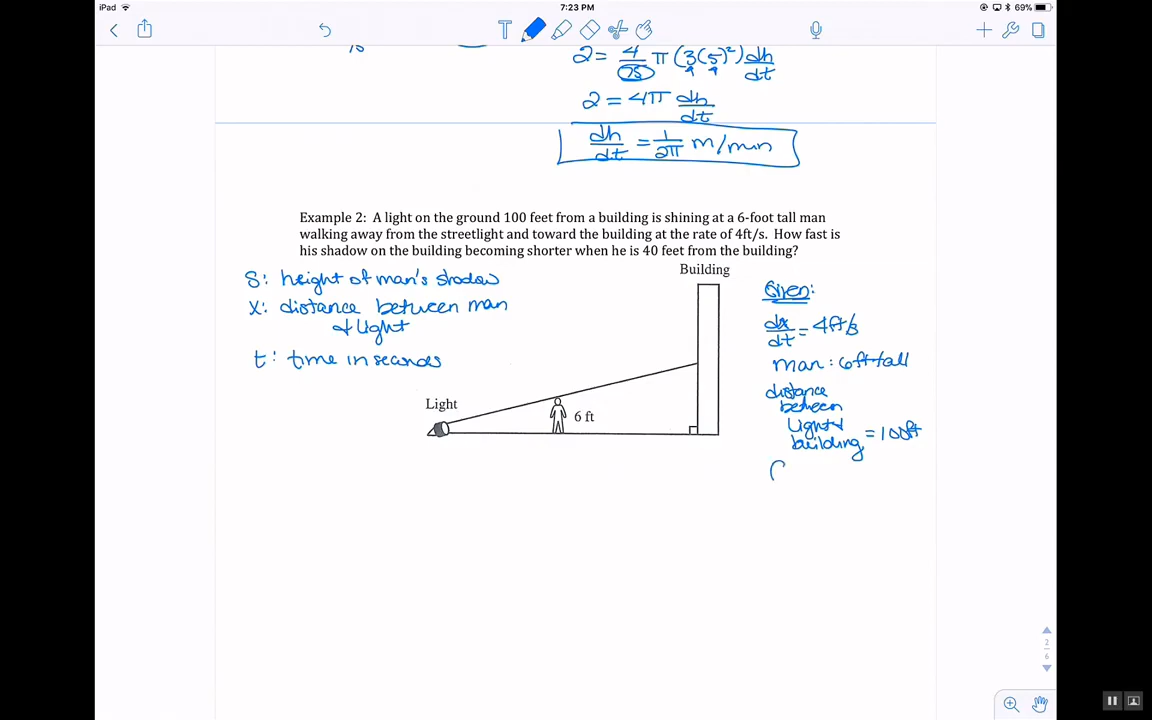 iPad
7:23 PM
69%
T
2 = 4/75 π (3(5)²) dh/dt
2 = 4π dh/dt
dh/dt = 1/2π m/min
Example 2: A light on the ground 100 feet from a building is shining at a 6-foot tall man
walking away from the streetlight and toward the building at the rate of 4ft/s. How fast is
his shadow on the building becoming shorter when he is 40 feet from the building?
S: height of man's shadow
x: distance between man
& light
t: time in seconds
Building
Light
6 ft
Given:
dx/dt = 4ft/s
man: 6ft tall
distance
between
light &
building = 100ft
2
6